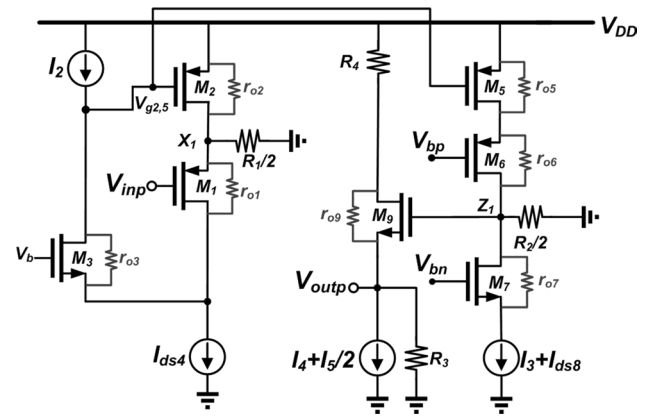 V_DD
I_2
R_4
M_2
r_o2
M_5
r_o5
V_g2,5
X_1
R_1/2
V_bp
M_6
r_o6
V_inp
M_1
r_o1
r_o9
M_9
Z_1
R_2/2
V_b
M_3
r_o3
V_bn
M_7
r_o7
V_outp
I_ds4
I_4+I_5/2
R_3
I_3+I_ds8